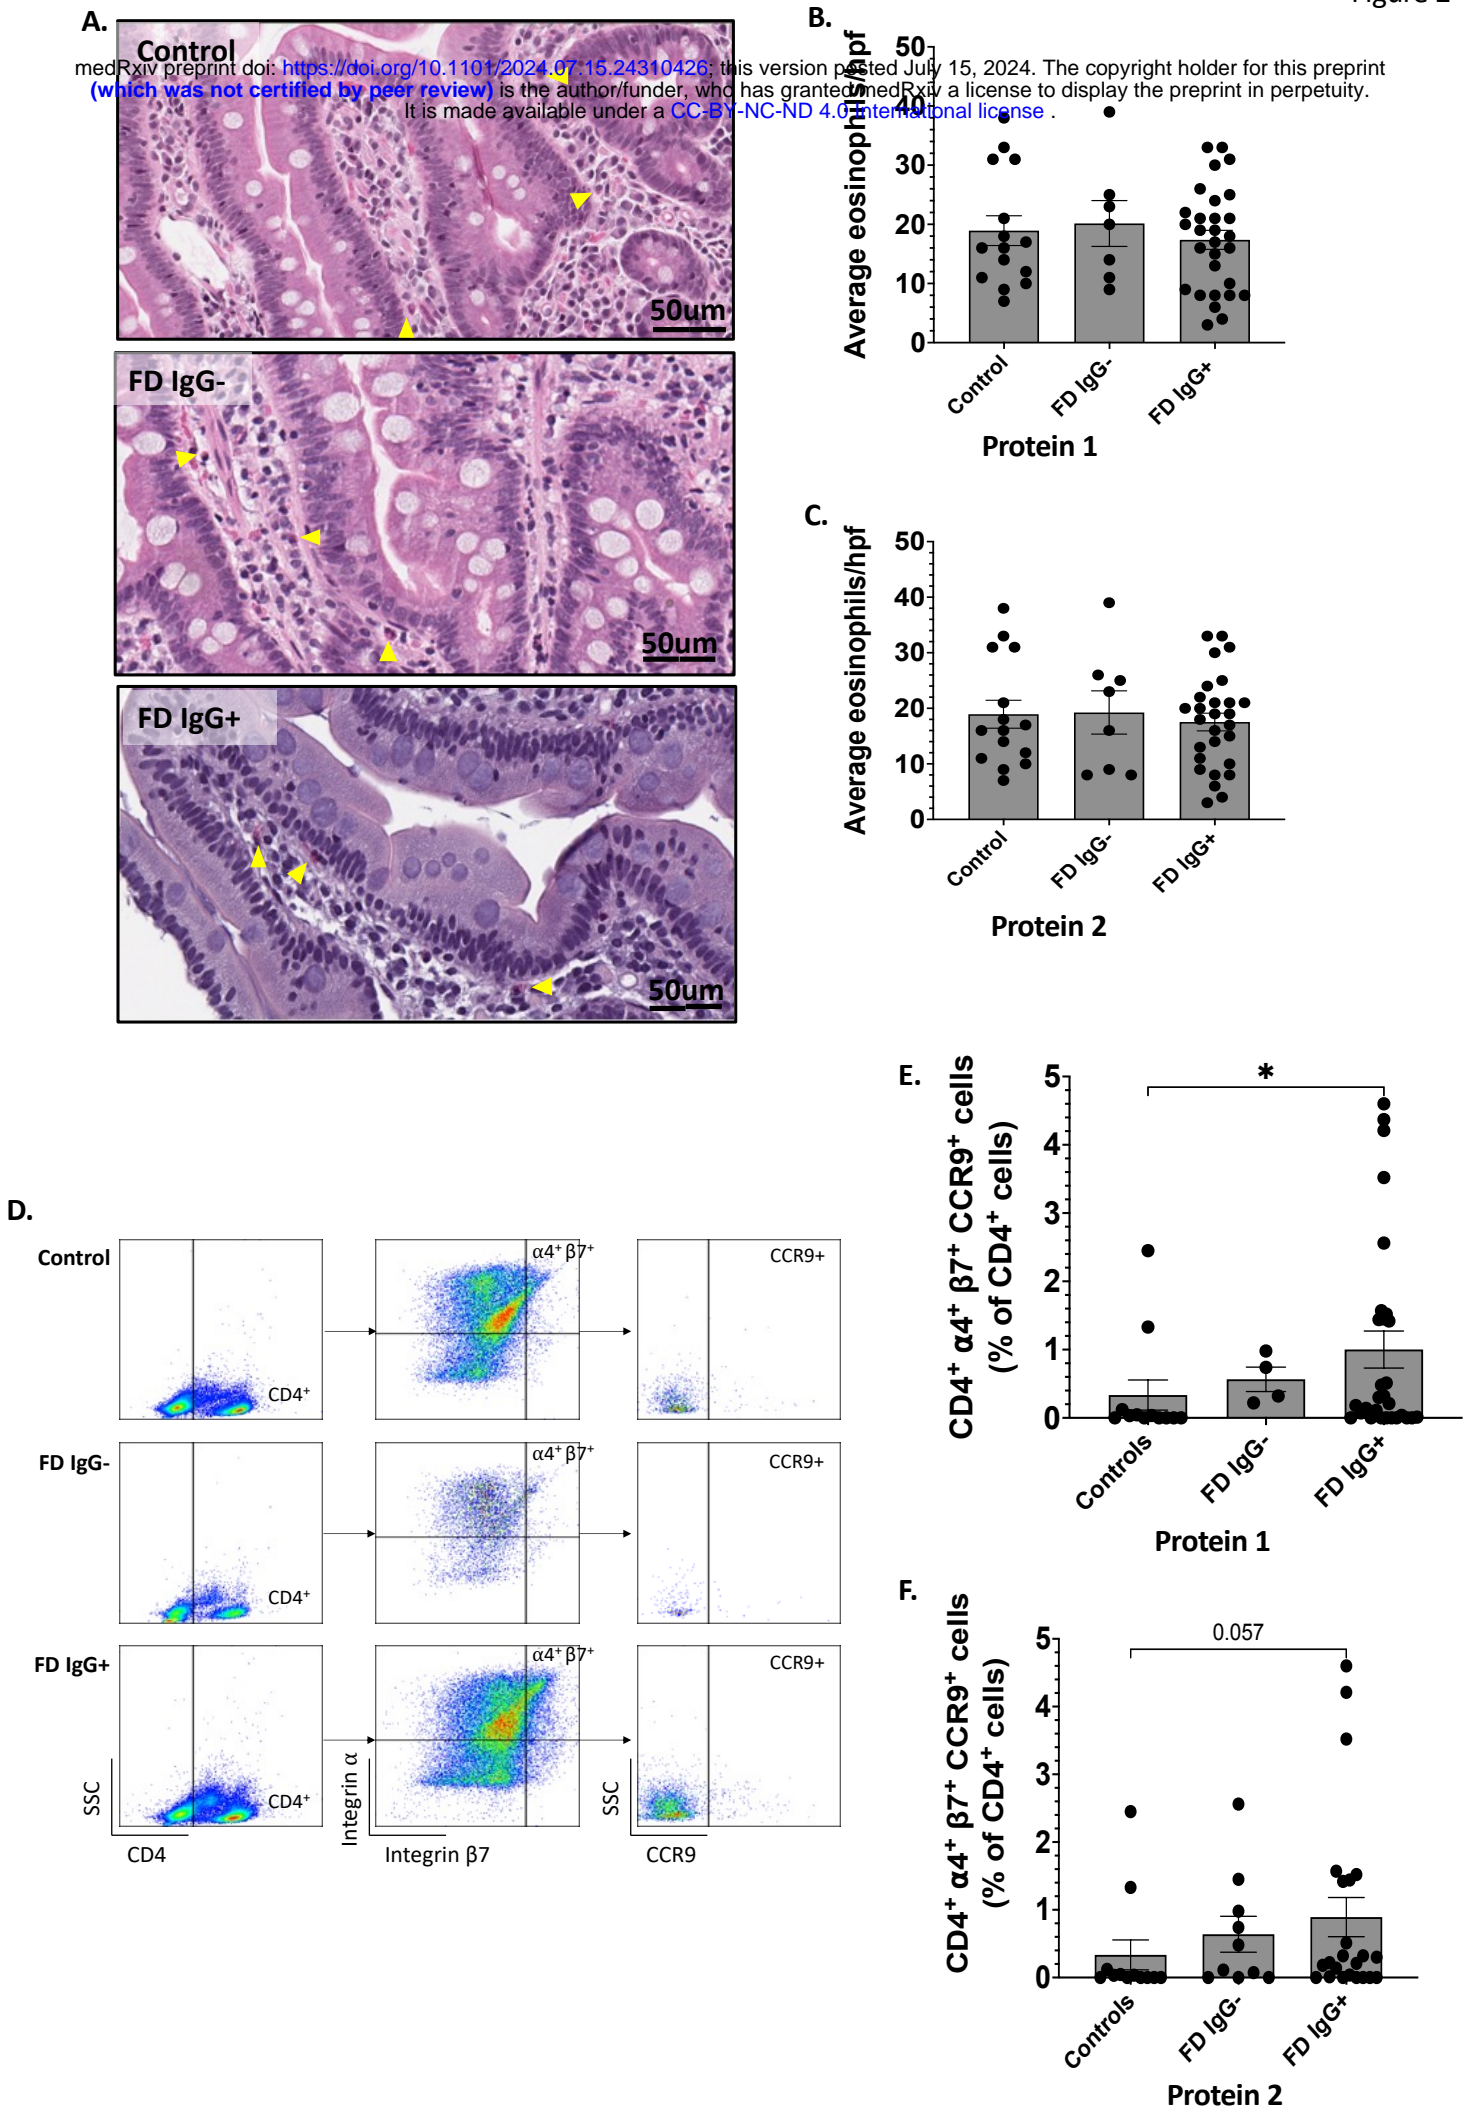 Figure 2
A.
Control
medRxiv preprint doi: https://doi.org/10.1101/2024.07.15.24310426; this version posted July 15, 2024. The copyright holder for this preprint
(which was not certified by peer review) is the author/funder, who has granted medRxiv a license to display the preprint in perpetuity.
It is made available under a CC-BY-NC-ND 4.0 International license .
50um
FD IgG-
50um
FD IgG+
50um
B.
Average eosinophils/hpf
50
40
30
20
10
0
Control
FD IgG-
FD IgG+
Protein 1
C.
Average eosinophils/hpf
50
40
30
20
10
0
Control
FD IgG-
FD IgG+
Protein 2
D.
Control
CD4⁺
α4⁺ β7⁺
CCR9+
FD IgG-
CD4⁺
α4⁺ β7⁺
CCR9+
FD IgG+
CD4⁺
α4⁺ β7⁺
CCR9+
SSC
CD4
Integrin α
Integrin β7
SSC
CCR9
E.
CD4⁺ α4⁺ β7⁺ CCR9⁺ cells
(% of CD4⁺ cells)
5
4
3
2
1
0
*
Controls
FD IgG-
FD IgG+
Protein 1
F.
CD4⁺ α4⁺ β7⁺ CCR9⁺ cells
(% of CD4⁺ cells)
5
4
3
2
1
0
0.057
Controls
FD IgG-
FD IgG+
Protein 2